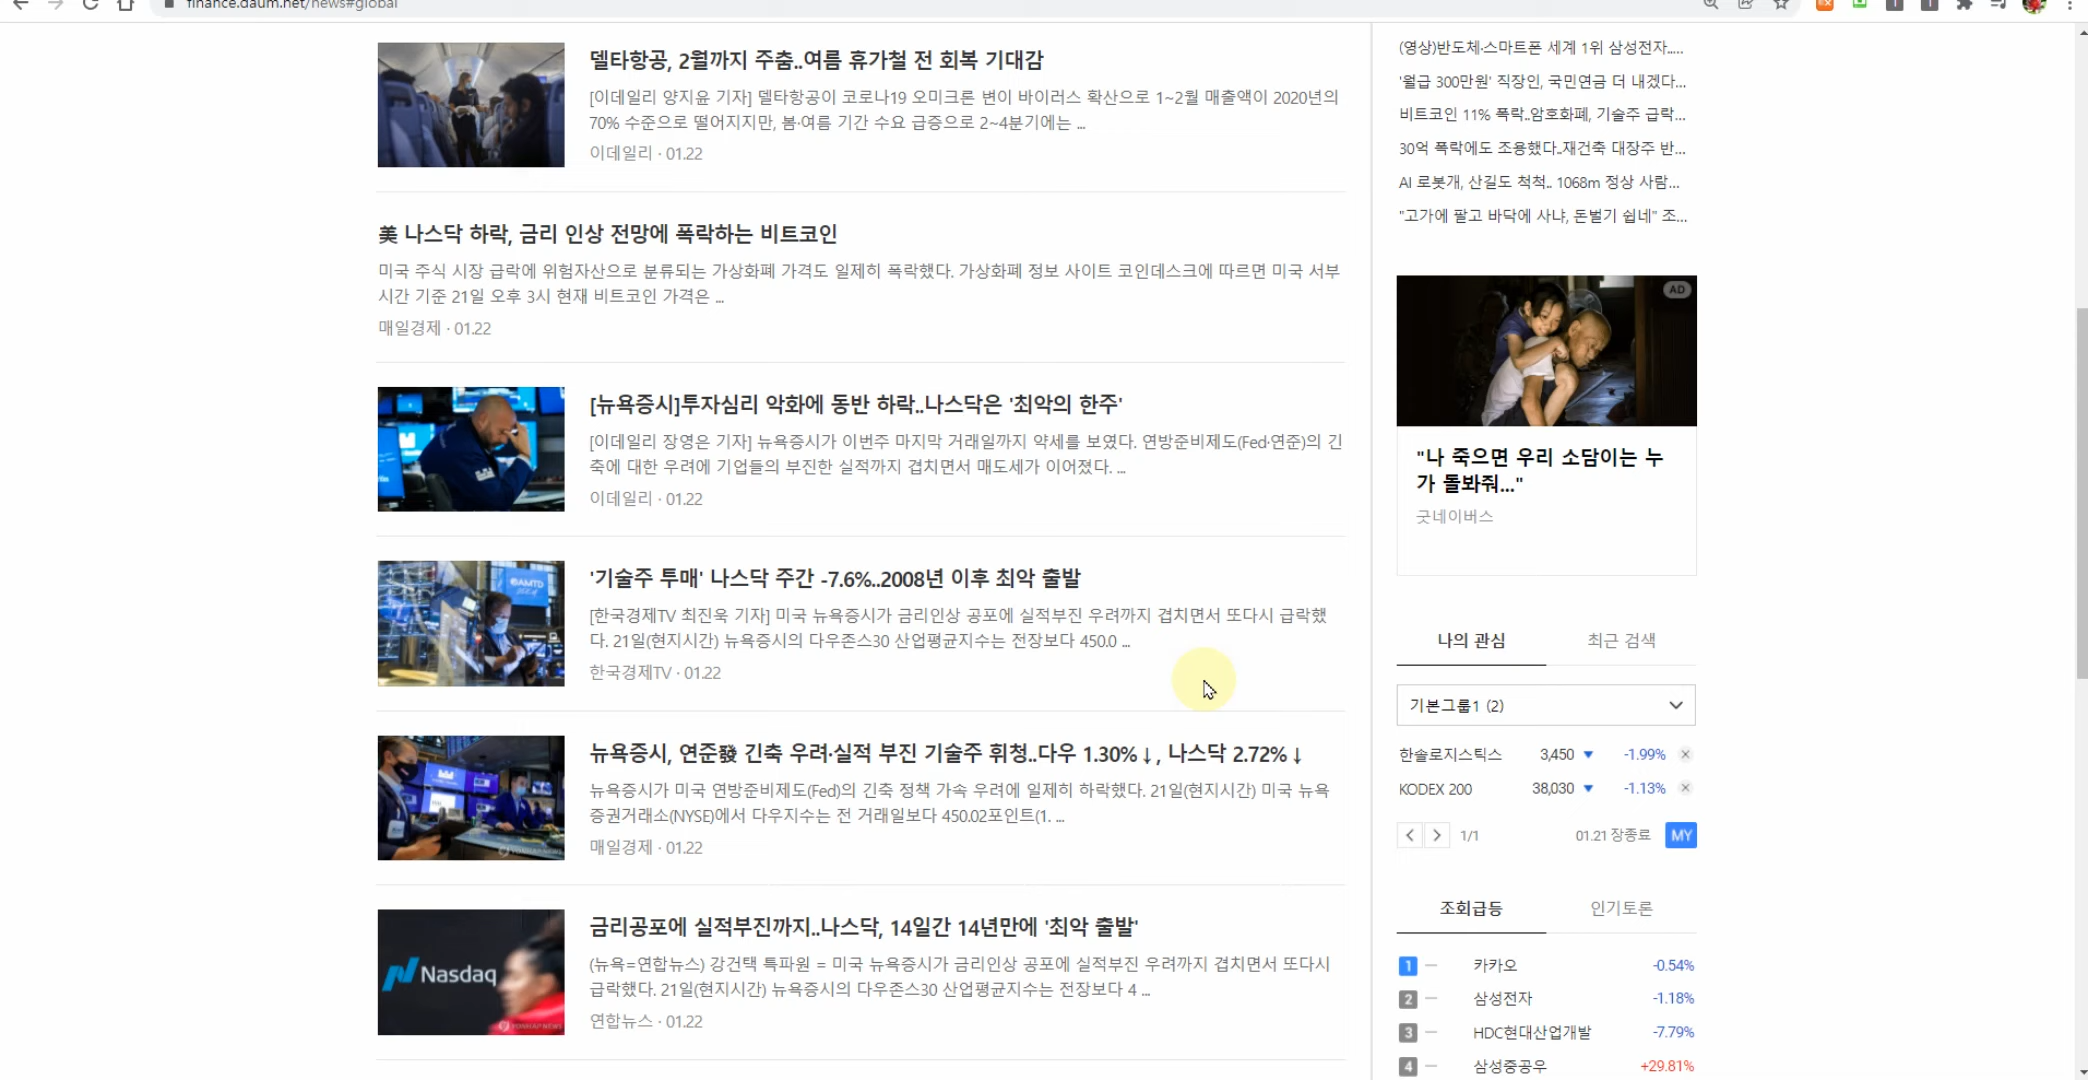 finance.daum.net/news#global
델타항공, 2월까지 주춤..여름 휴가철 전 회복 기대감
[이데일리 양지윤 기자] 델타항공이 코로나19 오미크론 변이 바이러스 확산으로 1~2월 매출액이 2020년의
70% 수준으로 떨어지지만, 봄·여름 기간 수요 급증으로 2~4분기에는 ...
이데일리 · 01.22
美 나스닥 하락, 금리 인상 전망에 폭락하는 비트코인
미국 주식 시장 급락에 위험자산으로 분류되는 가상화폐 가격도 일제히 폭락했다. 가상화폐 정보 사이트 코인데스크에 따르면 미국 서부
시간 기준 21일 오후 3시 현재 비트코인 가격은 ...
매일경제 · 01.22
[뉴욕증시]투자심리 악화에 동반 하락..나스닥은 '최악의 한주'
[이데일리 장영은 기자] 뉴욕증시가 이번주 마지막 거래일까지 약세를 보였다. 연방준비제도(Fed·연준)의 긴
축에 대한 우려에 기업들의 부진한 실적까지 겹치면서 매도세가 이어졌다. ...
이데일리 · 01.22
AMTD
'기술주 투매' 나스닥 주간 -7.6%..2008년 이후 최악 출발
[한국경제TV 최진욱 기자] 미국 뉴욕증시가 금리인상 공포에 실적부진 우려까지 겹치면서 또다시 급락했
다. 21일(현지시간) 뉴욕증시의 다우존스30 산업평균지수는 전장보다 450.0 ...
한국경제TV · 01.22
뉴욕증시, 연준發 긴축 우려·실적 부진 기술주 휘청..다우 1.30%↓, 나스닥 2.72%↓
뉴욕증시가 미국 연방준비제도(Fed)의 긴축 정책 가속 우려에 일제히 하락했다. 21일(현지시간) 미국 뉴욕
증권거래소(NYSE)에서 다우지수는 전 거래일보다 450.02포인트(1. ...
매일경제 · 01.22
YONHAP NEWS
Nasdaq
YONHAP NEWS
금리공포에 실적부진까지..나스닥, 14일간 14년만에 '최악 출발'
(뉴욕=연합뉴스) 강건택 특파원 = 미국 뉴욕증시가 금리인상 공포에 실적부진 우려까지 겹치면서 또다시
급락했다. 21일(현지시간) 뉴욕증시의 다우존스30 산업평균지수는 전장보다 4 ...
연합뉴스 · 01.22
(영상)반도체·스마트폰 세계 1위 삼성전자.....
'월급 300만원' 직장인, 국민연금 더 내겠다...
비트코인 11% 폭락..암호화폐, 기술주 급락...
30억 폭락에도 조용했다..재건축 대장주 반...
AI 로봇개, 산길도 척척.. 1068m 정상 사람...
"고가에 팔고 바닥에 사냐, 돈벌기 쉽네" 조...
AD
"나 죽으면 우리 소담이는 누
가 돌봐줘..."
굿네이버스
나의 관심 최근 검색
기본그룹1 (2)
한솔로지스틱스 3,450 ▼ -1.99% ×
KODEX 200 38,030 ▼ -1.13% ×
< > 1/1 01.21 장종료 MY
조회급등 인기토론
1 – 카카오 -0.54%
2 – 삼성전자 -1.18%
3 – HDC현대산업개발 -7.79%
4 – 삼성중공우 +29.81%